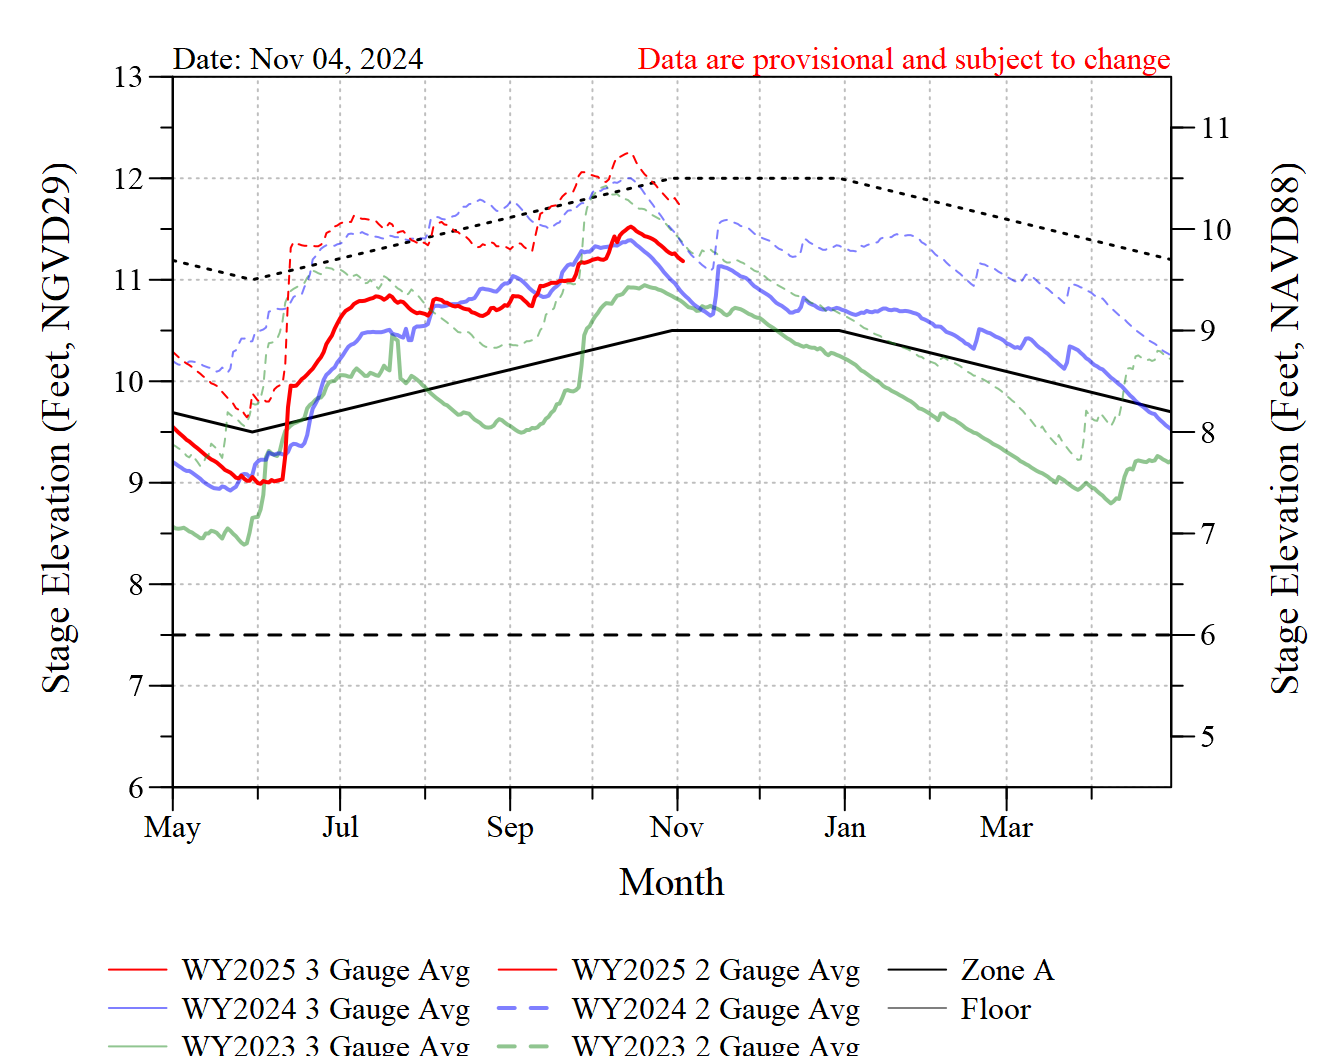 Date: Nov 04, 2024
Data are provisional and subject to change
13
12
11
10
9
8
7
6
11
10
9
8
7
6
5
Stage Elevation (Feet, NGVD29)
Stage Elevation (Feet, NAVD88)
May Jul Sep Nov Jan Mar
Month
WY2025 3 Gauge Avg WY2025 2 Gauge Avg Zone A
WY2024 3 Gauge Avg WY2024 2 Gauge Avg Floor
WY2023 3 Gauge Avg WY2023 2 Gauge Avg